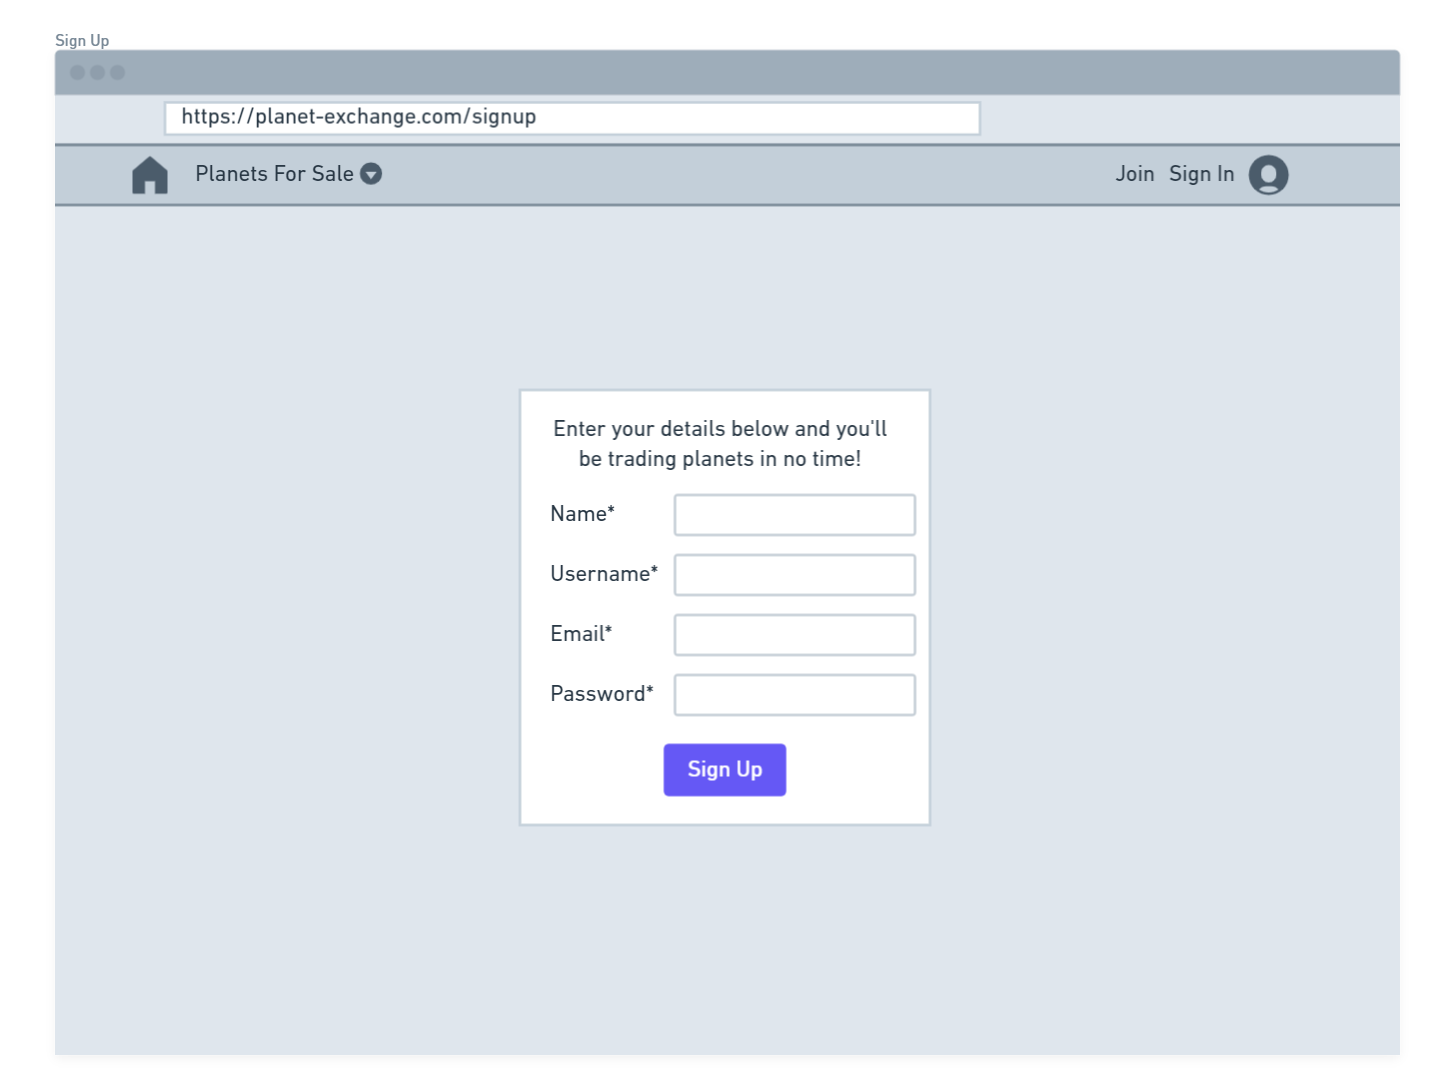 Sign Up
https://planet-exchange.com/signup
Planets For Sale
Join Sign In
Enter your details below and you'll
be trading planets in no time!
Name*
Username*
Email*
Password*
Sign Up